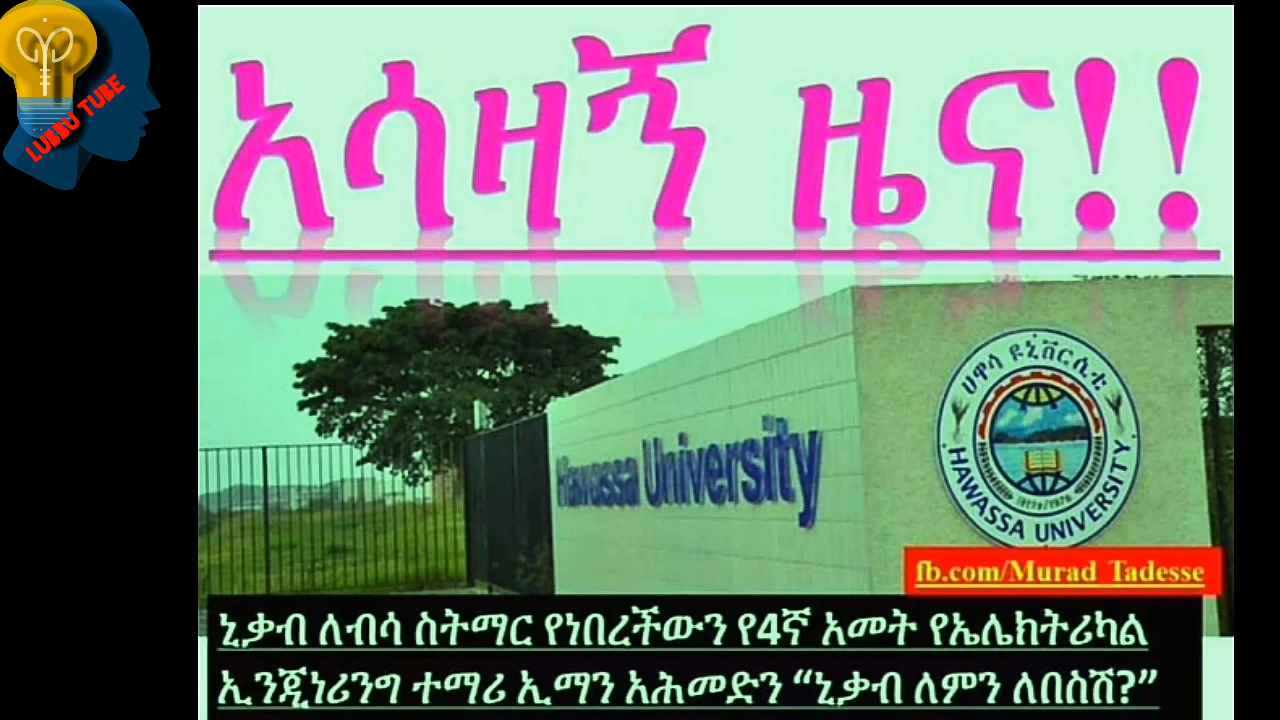 LUBBU TUBE
አሳዛኝ ዜና!!
Hawassa University
ሀዋሳ ዩኒቨርሲቲ
HAWASSA UNIVERSITY
fb.com/Murad Tadesse
ኒቃብ ለብሳ ስትማር የነበረችውን የ4ኛ አመት የኤሌክትሪካል
ኢንጂነሪንግ ተማሪ ኢማን አሕመድን “ኒቃብ ለምን ለበስሽ?”